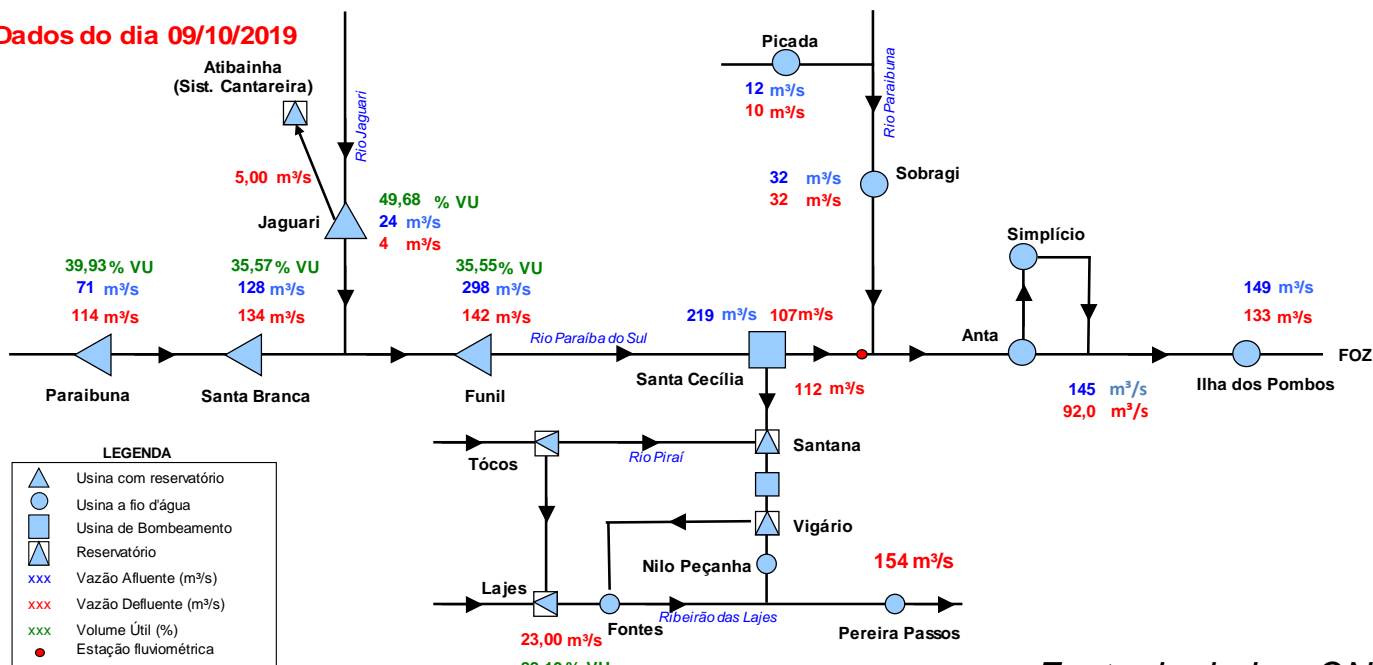 Dados do dia 09/10/2019
Atibainha
(Sist. Cantareira)
Rio Jaguari
5,00 m³/s
Jaguari
49,68 % VU
24 m³/s
4 m³/s
Picada
12 m³/s
10 m³/s
Rio Paraibuna
32 m³/s
32 m³/s
Sobragi
Simplício
39,93% VU
71 m³/s
114 m³/s
Paraibuna
35,57% VU
128 m³/s
134 m³/s
Santa Branca
35,55% VU
298 m³/s
142 m³/s
Funil
Rio Paraíba do Sul
219 m³/s 107m³/s
Santa Cecília
112 m³/s
Anta
145 m³/s
92,0 m³/s
149 m³/s
133 m³/s
Ilha dos Pombos
FOZ
Tócos
Rio Piraí
Santana
Vigário
Nilo Peçanha
154 m³/s
Lajes
Fontes
Ribeirão das Lajes
Pereira Passos
23,00 m³/s
LEGENDA
Usina com reservatório
Usina a fio d'água
Usina de Bombeamento
Reservatório
xxx Vazão Afluente (m³/s)
xxx Vazão Defluente (m³/s)
xxx Volume Útil (%)
Estação fluviométrica